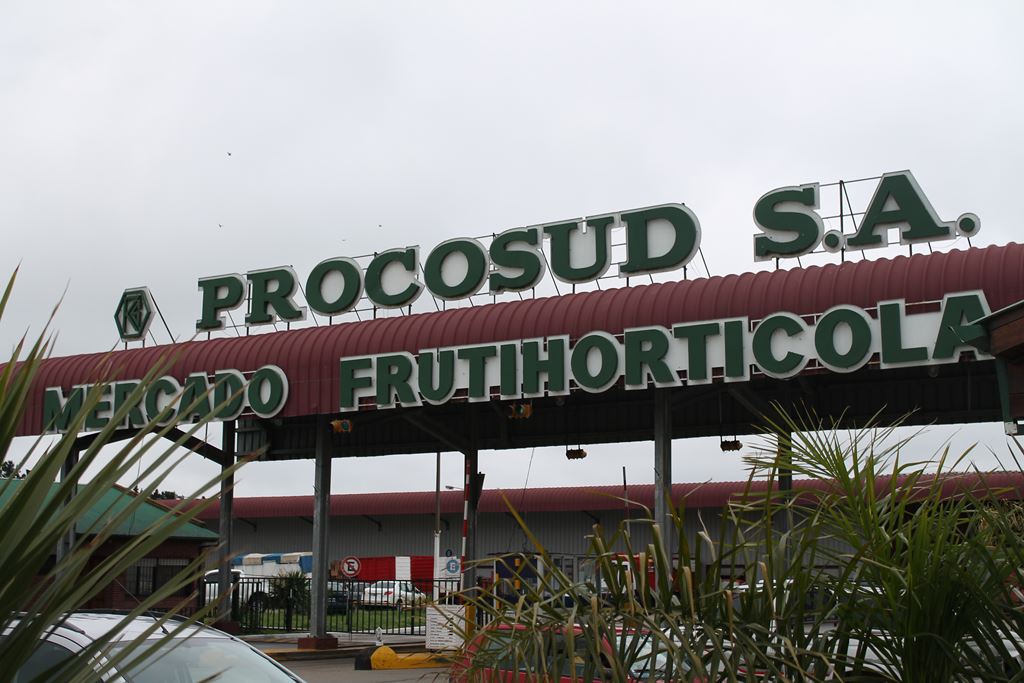 PROCOSUD S.A.
MERCADO FRUTIHORTICOLA
E
E